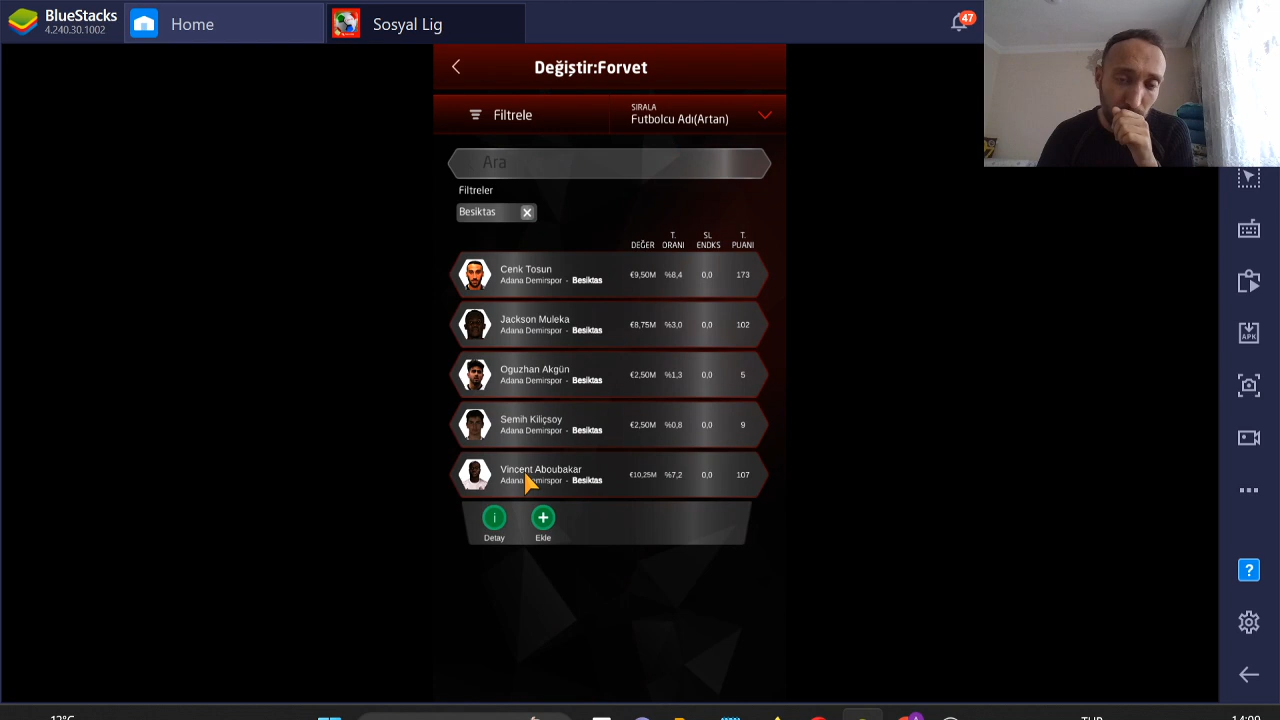 BlueStacks
4.240.30.1002
Home
Sosyal Lig
47
Değiştir:Forvet
Filtrele
SIRALA
Futbolcu Adı(Artan)
Ara
Filtreler
Besiktas
DEĞER
T. ORANI
SL ENDKS
T. PUANI
Cenk Tosun
Adana Demirspor - Besiktas
€9,50M %8,4 0,0 173
Jackson Muleka
Adana Demirspor - Besiktas
€8,75M %3,0 0,0 102
Oguzhan Akgün
Adana Demirspor - Besiktas
€2,50M %1,3 0,0 5
Semih Kiliçsoy
Adana Demirspor - Besiktas
€2,50M %0,8 0,0 9
Vincent Aboubakar
Adana Demirspor - Besiktas
€10,25M %7,2 0,0 107
i
Detay
Ekle
APK
?